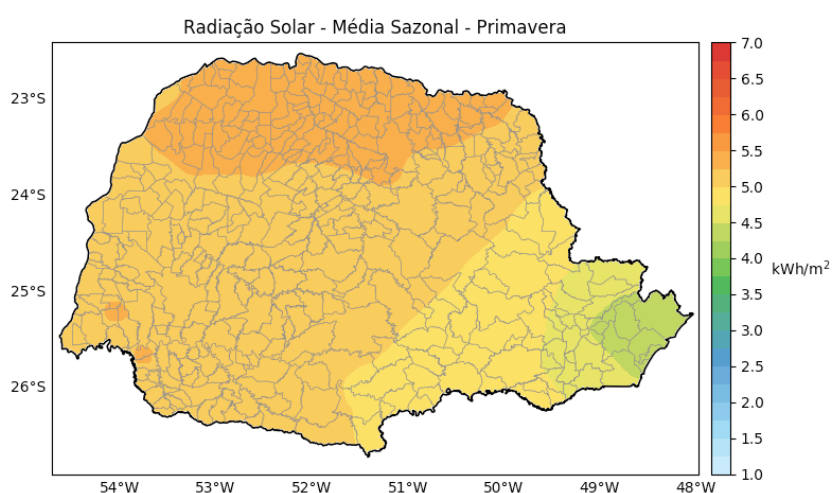 Radiação Solar - Média Sazonal - Primavera
23°S
24°S
25°S
26°S
54°W
53°W
52°W
51°W
50°W
49°W
48°W
7.0
6.5
6.0
5.5
5.0
4.5
4.0
3.5
3.0
2.5
2.0
1.5
1.0
kWh/m²